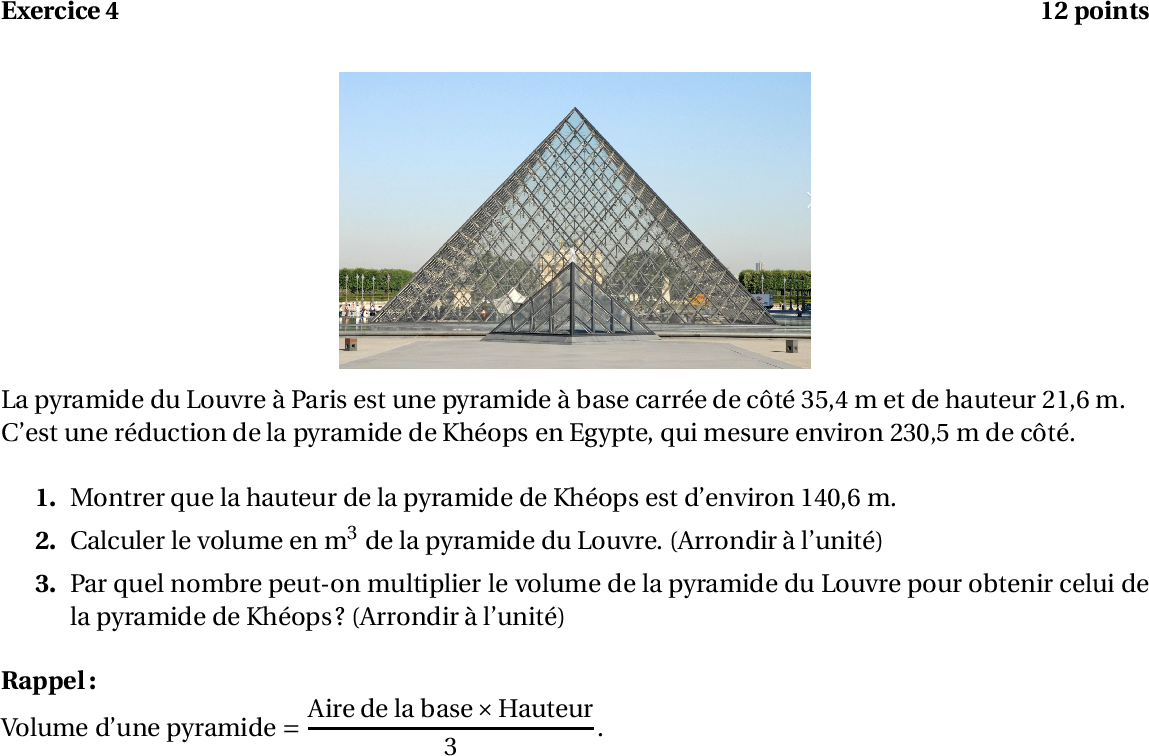 Exercice 4 12 points
La pyramide du Louvre à Paris est une pyramide à base carrée de côté 35,4 m et de hauteur 21,6 m.
C’est une réduction de la pyramide de Khéops en Egypte, qui mesure environ 230,5 m de côté.
1. Montrer que la hauteur de la pyramide de Khéops est d’environ 140,6 m.
2. Calculer le volume en m³ de la pyramide du Louvre. (Arrondir à l’unité)
3. Par quel nombre peut-on multiplier le volume de la pyramide du Louvre pour obtenir celui de
la pyramide de Khéops ? (Arrondir à l’unité)
Rappel :
Volume d’une pyramide = Aire de la base × Hauteur / 3.